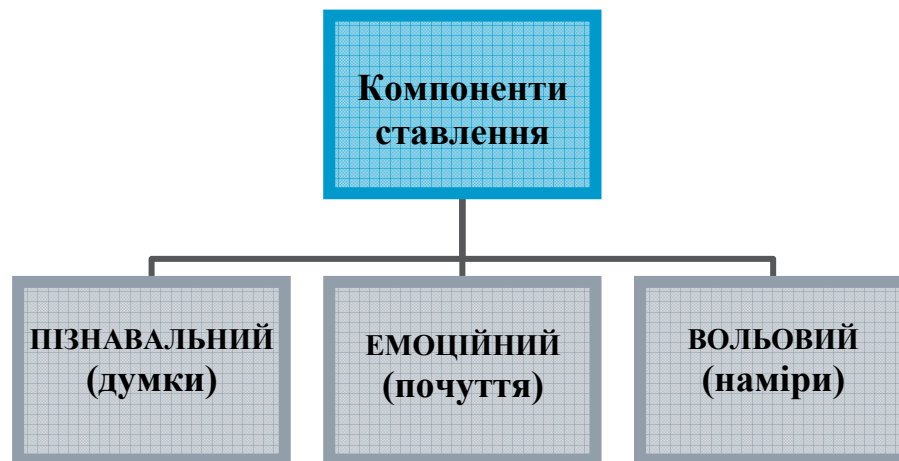 Компоненти
ставлення
ПІЗНАВАЛЬНИЙ
(думки)
ЕМОЦІЙНИЙ
(почуття)
ВОЛЬОВИЙ
(наміри)